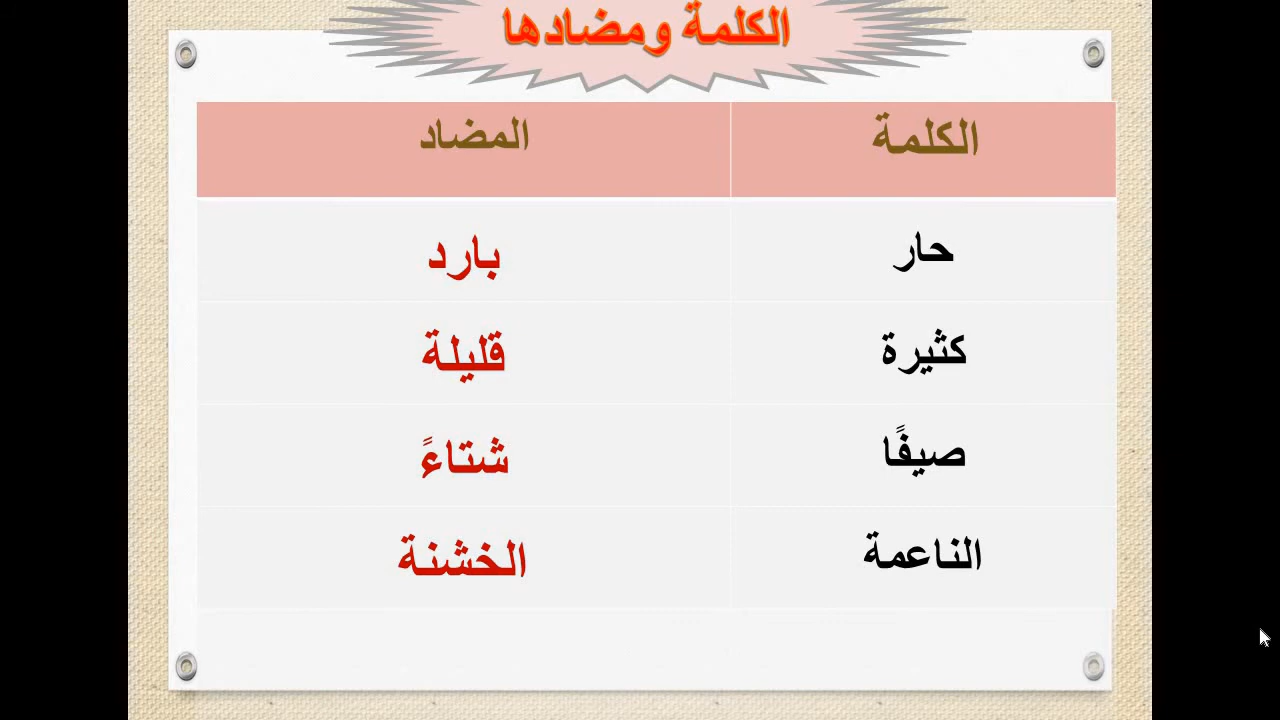 الكلمة ومضادها
الكلمة المضاد
حار بارد
كثيرة قليلة
صيفًا شتاءً
الناعمة الخشنة